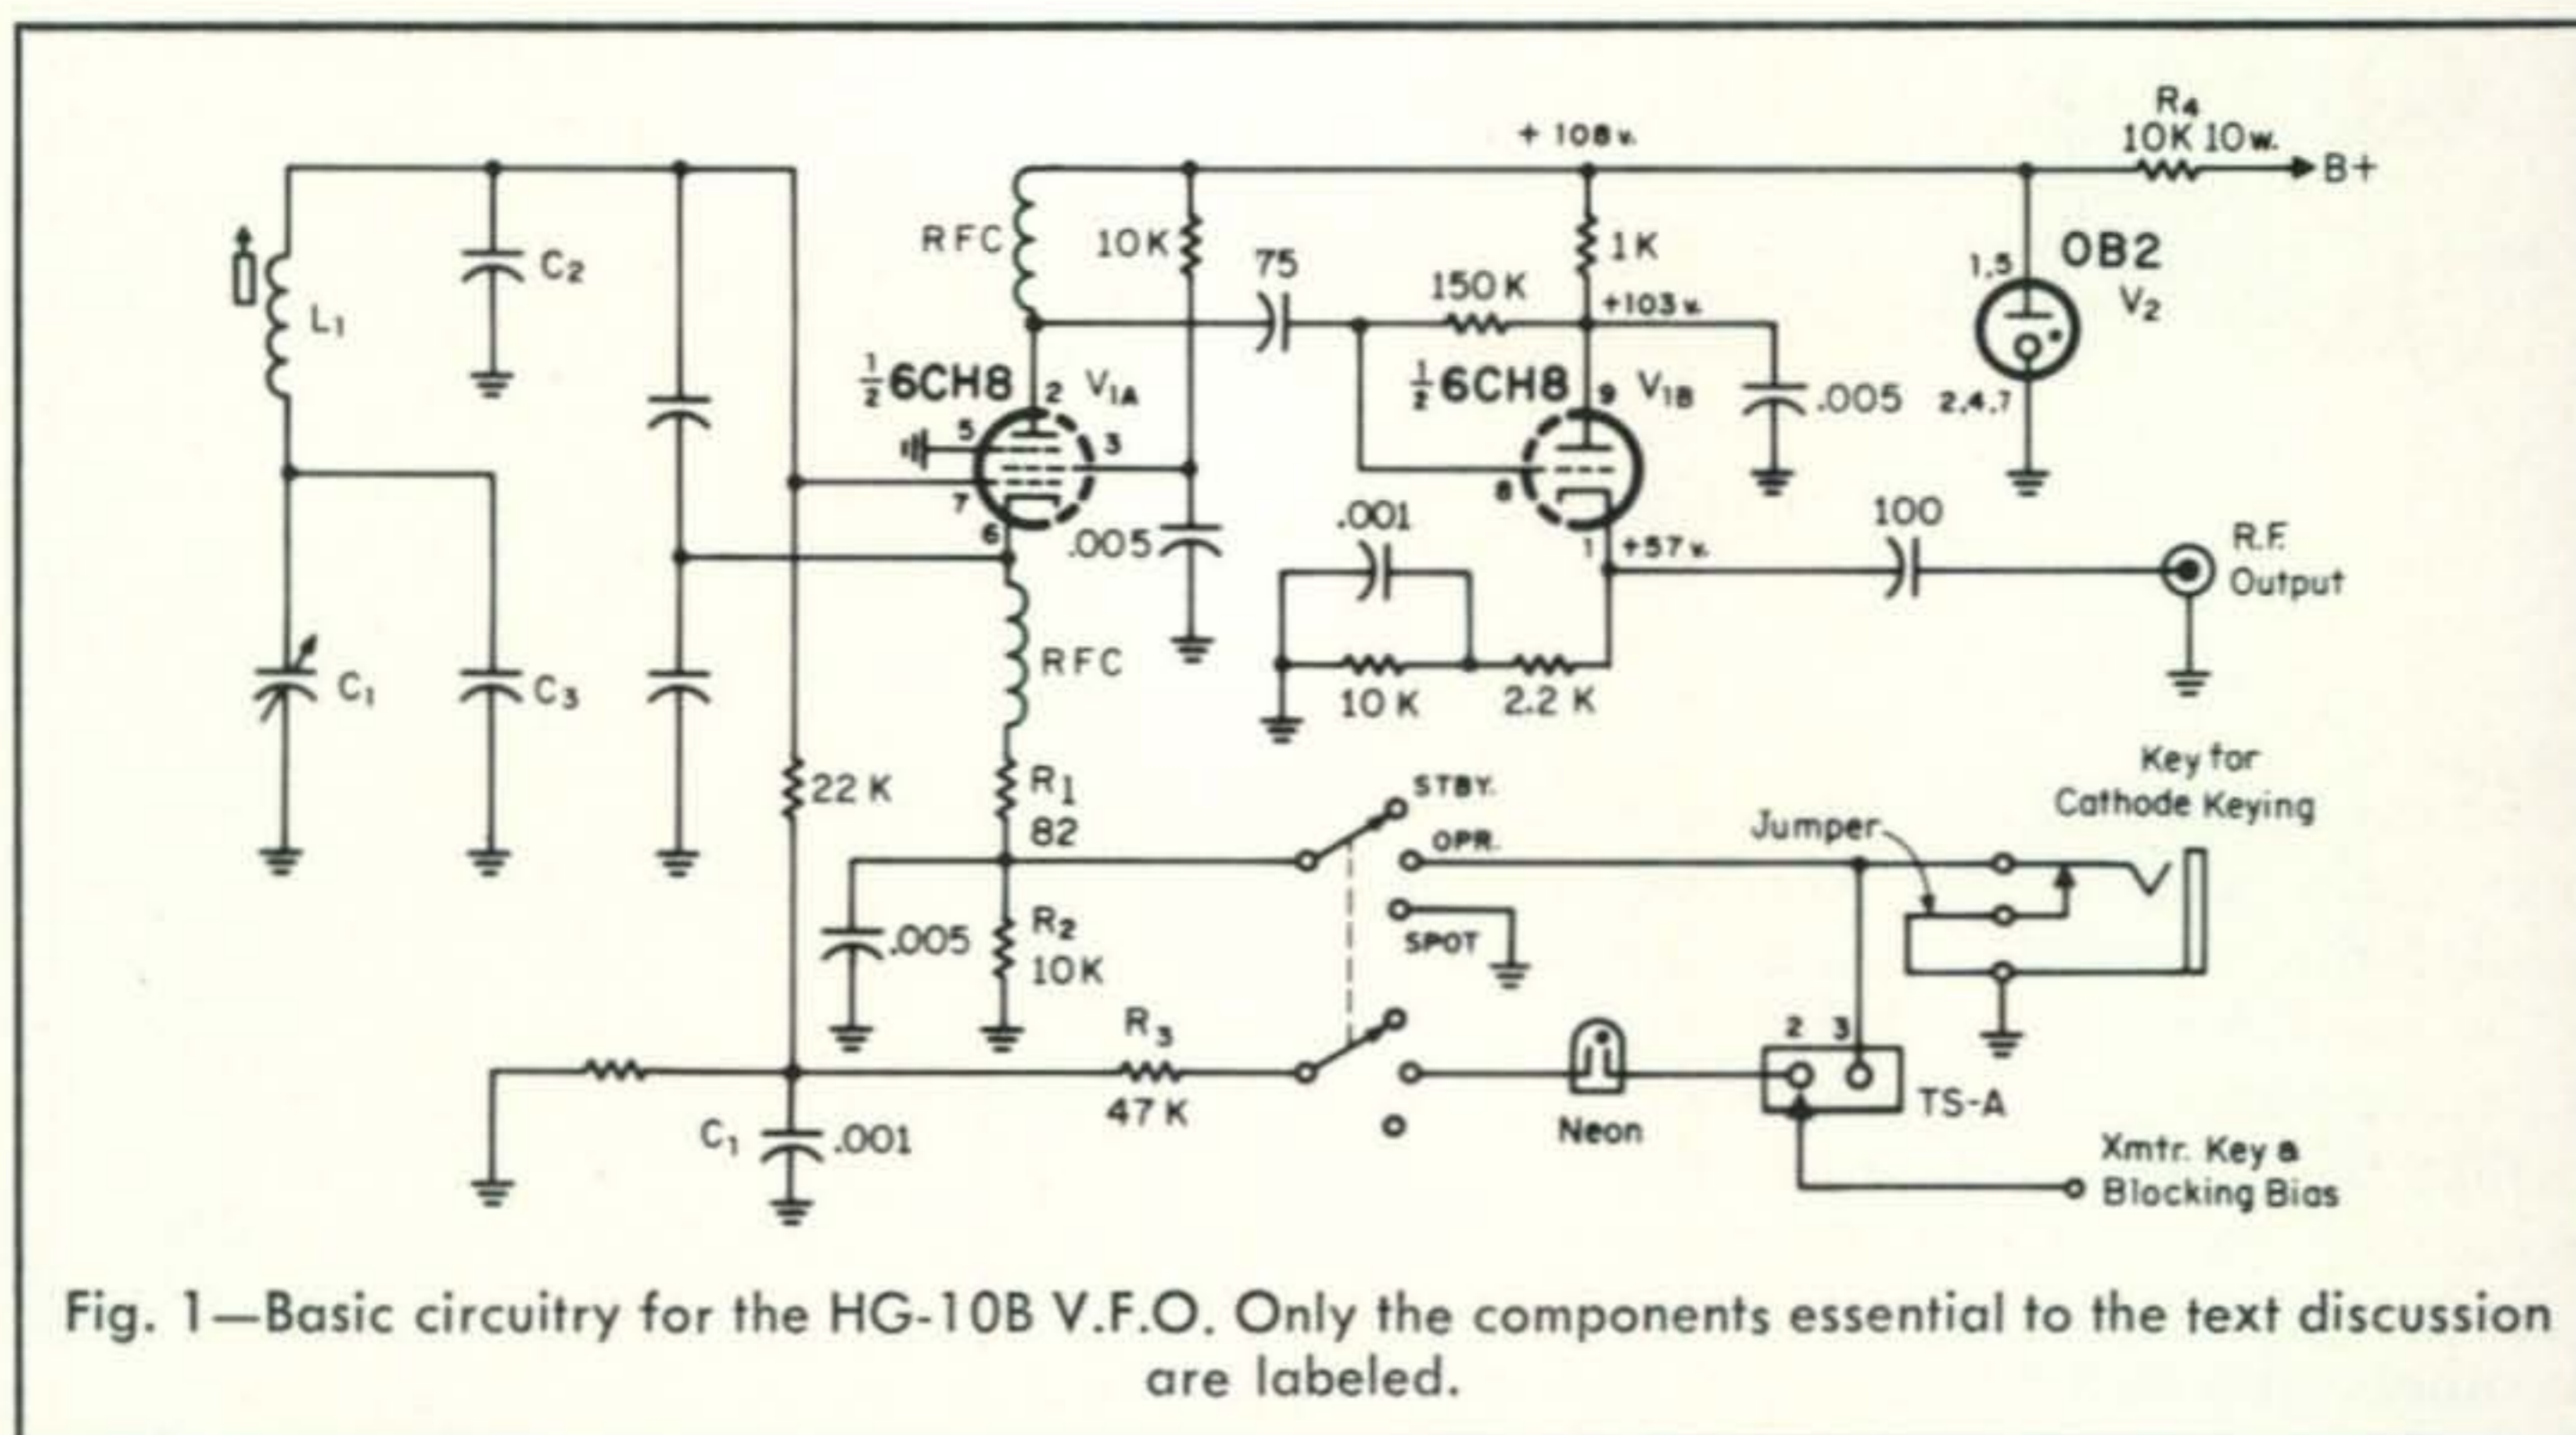 R4
10K 10w.
+ 108 v.
B+
RFC
10K
1K
0B2
75
C2
1,5
150K
V2
L1
+103 v.
½6CH8
2
V1A
½6CH8
9
V1B
.005
2,4,7
5
3
7
8
100
.001
6
.005
1
+57 v.
R.F.
Output
RFC
C1
C3
10 K
2.2 K
Key for
Cathode Keying
22 K
R1
82
STBY.
OPR.
Jumper
SPOT
.005
R2
10K
R3
47 K
2
3
TS-A
C1
.001
Neon
Xmtr. Key &
Blocking Bias
Fig. 1—Basic circuitry for the HG-10B V.F.O. Only the components essential to the text discussion
are labeled.